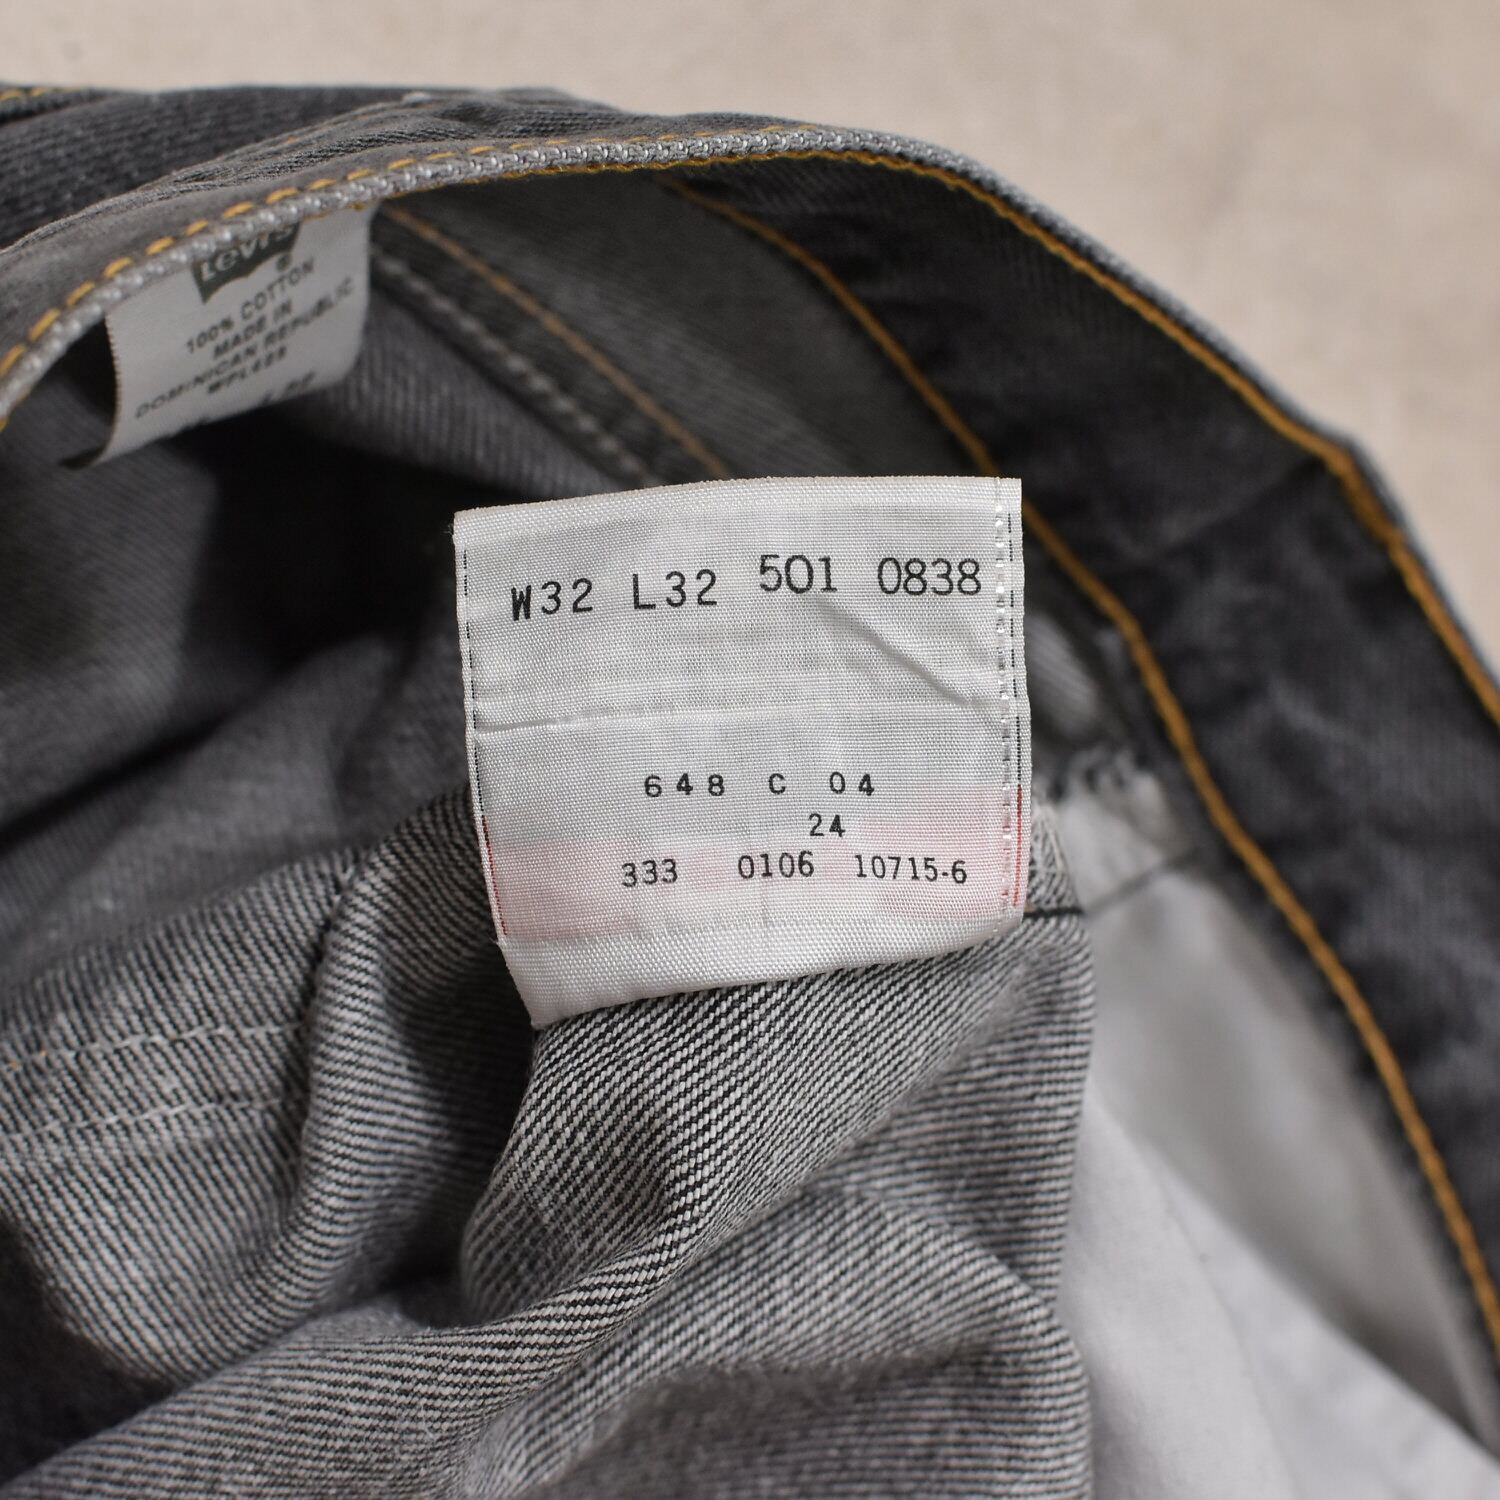 Levi's
®
100% COTTON
MADE IN
DOMINICAN REPUBLIC
W32 L32 501 0838
648 C 04
24
333 0106 10715-6